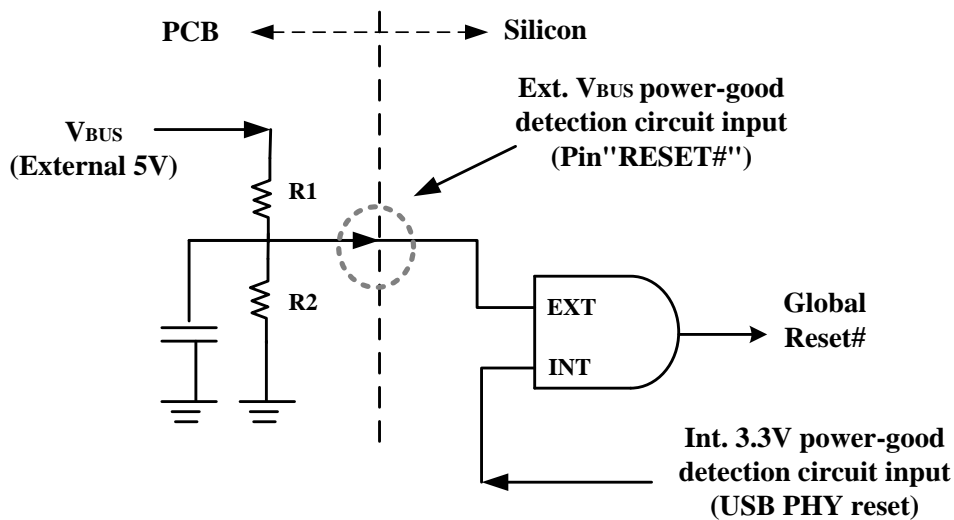 PCB
Silicon
Ext. VBUS power-good
detection circuit input
(Pin"RESET#")
VBUS
(External 5V)
R1
R2
EXT
INT
Global
Reset#
Int. 3.3V power-good
detection circuit input
(USB PHY reset)